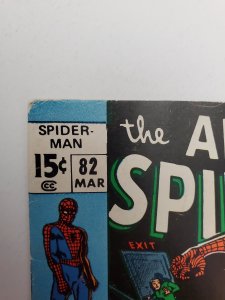 SPIDER-
MAN
15¢ 82
CC MAR
the A
SPI
EXIT